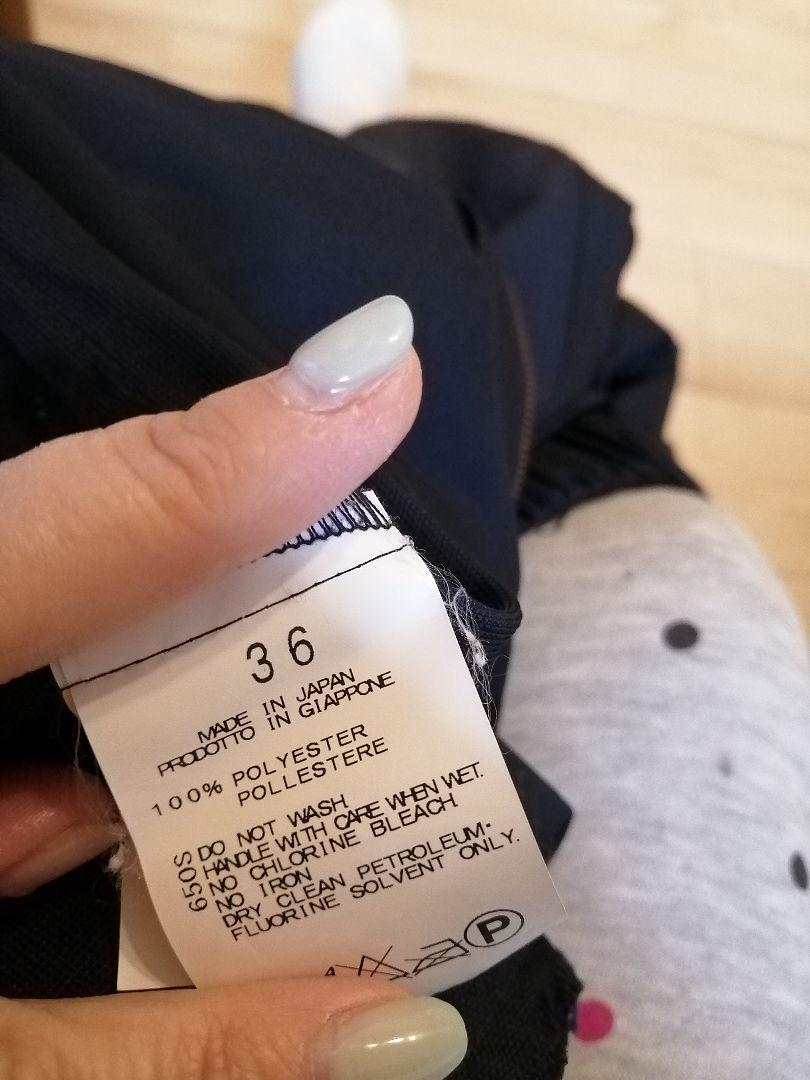 36
MADE IN JAPAN
PRODOTTO IN GIAPPONE
100% POLYESTER
POLLESTERE
650S
DO NOT WASH
HANDLE WITH CARE WHEN WET.
NO CHLORINE BLEACH
NO IRON
DRY CLEAN PETROLEUM-
FLUORINE SOLVENT ONLY.
P